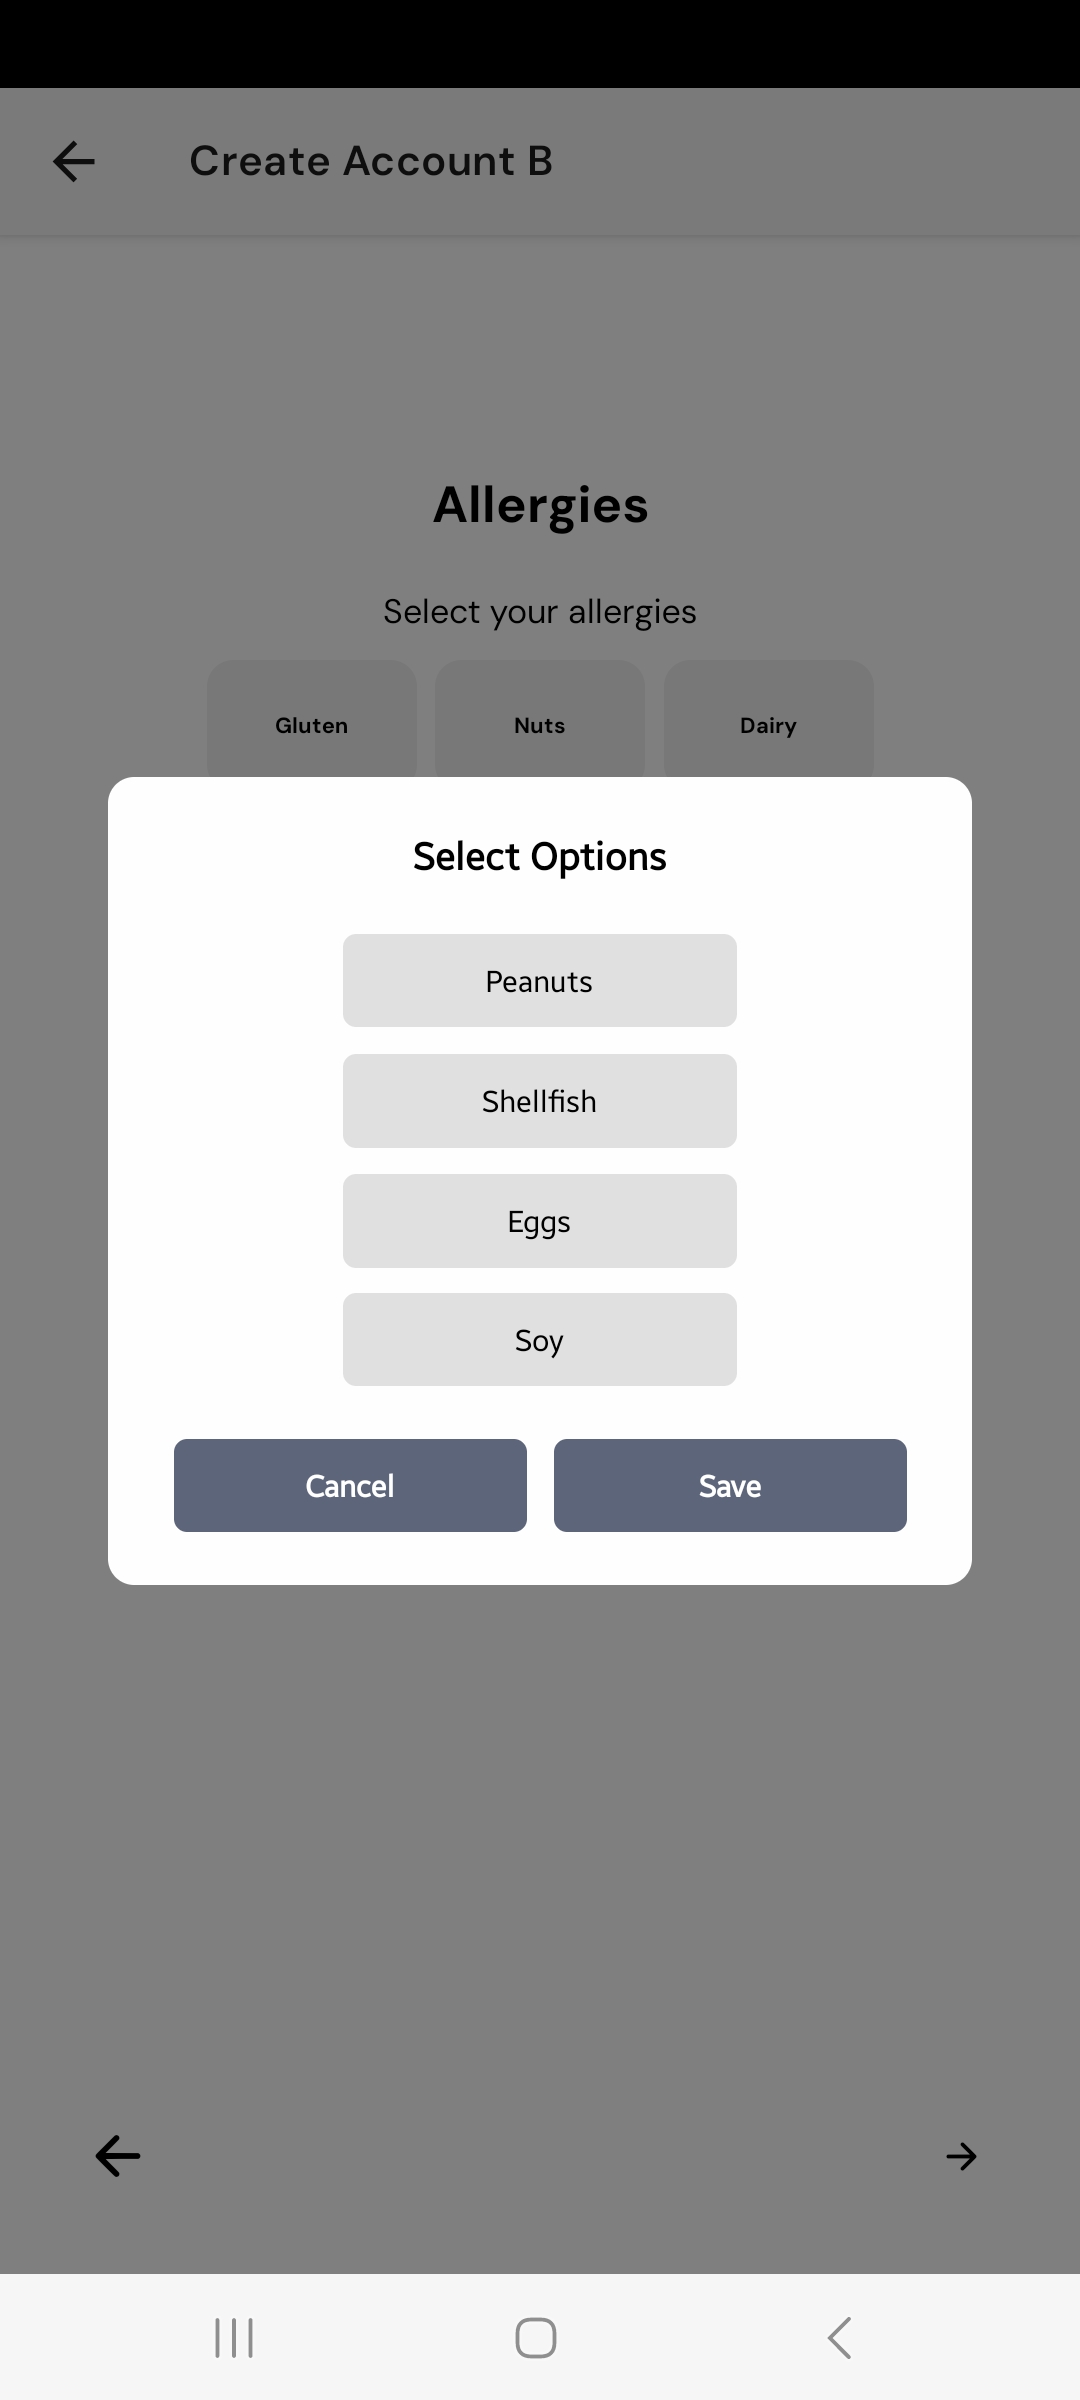 Create Account B
Allergies
Select your allergies
Gluten Nuts Dairy
Select Options
Peanuts
Shellfish
Eggs
Soy
Cancel Save